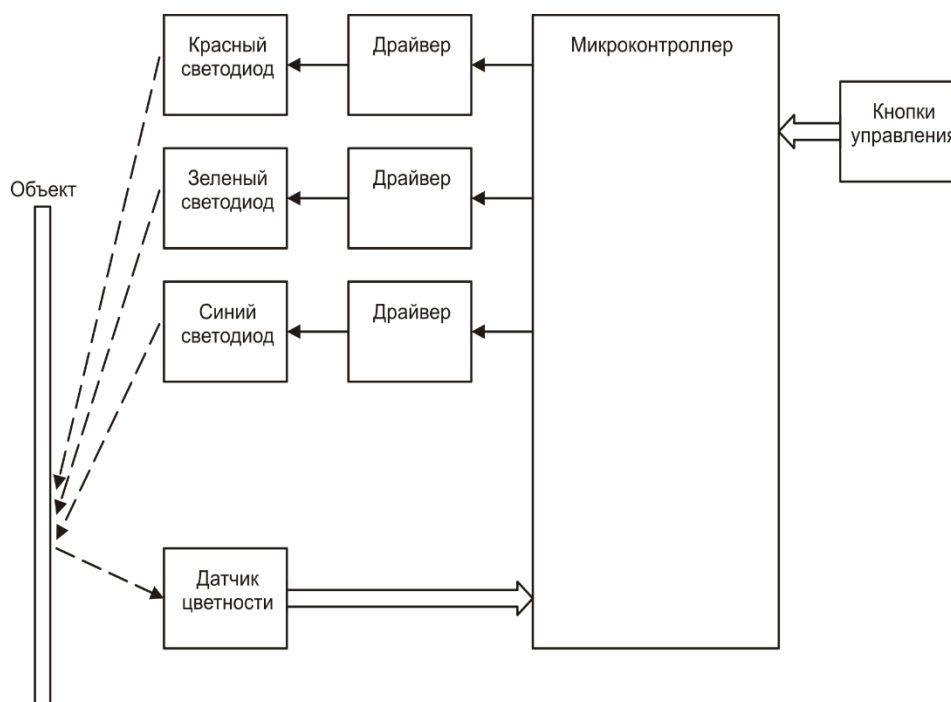 Красный
светодиод
Драйвер
Микроконтроллер
Кнопки
управления
Зеленый
светодиод
Драйвер
Объект
Синий
светодиод
Драйвер
Датчик
цветности